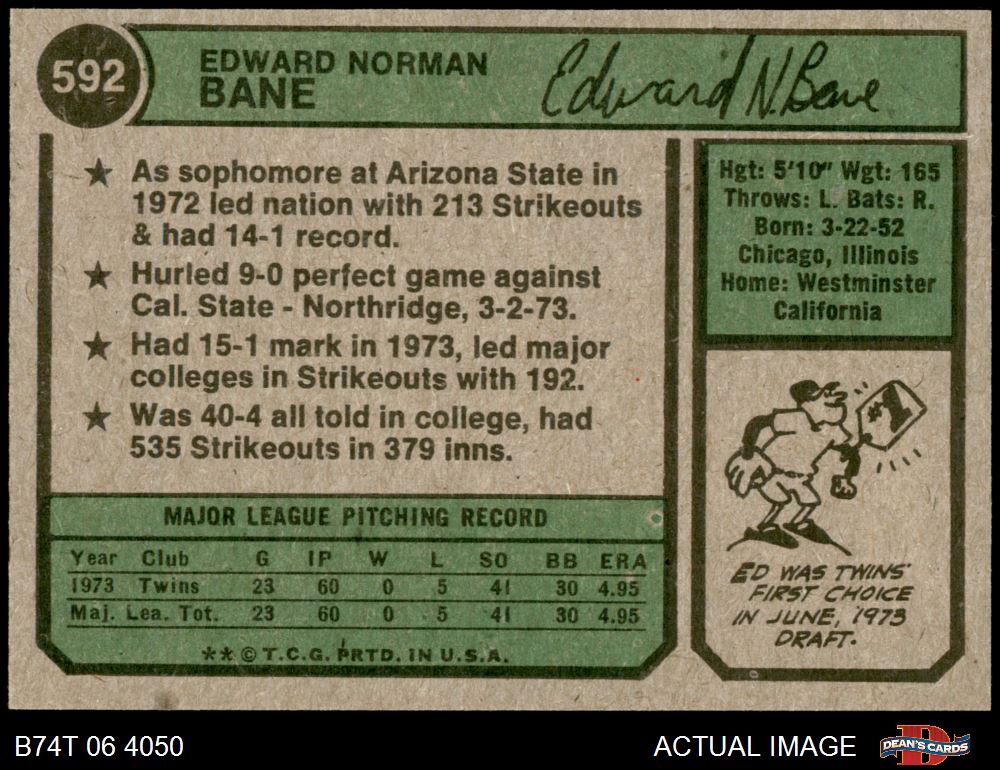 592
EDWARD NORMAN
BANE
Edward N. Bane
★ As sophomore at Arizona State in
1972 led nation with 213 Strikeouts
& had 14-1 record.
★ Hurled 9-0 perfect game against
Cal. State - Northridge, 3-2-73.
★ Had 15-1 mark in 1973, led major
colleges in Strikeouts with 192.
★ Was 40-4 all told in college, had
535 Strikeouts in 379 inns.
MAJOR LEAGUE PITCHING RECORD
Year Club G IP W L SO BB ERA
1973 Twins 23 60 0 5 41 30 4.95
Maj. Lea. Tot. 23 60 0 5 41 30 4.95
**©T.C.G. PRTD. IN U.S.A.
Hgt: 5'10" Wgt: 165
Throws: L. Bats: R.
Born: 3-22-52
Chicago, Illinois
Home: Westminster
California
#1
ED WAS TWINS'
FIRST CHOICE
IN JUNE, 1973
DRAFT.
B74T 06 4050
ACTUAL IMAGE
D
DEAN'S CARDS